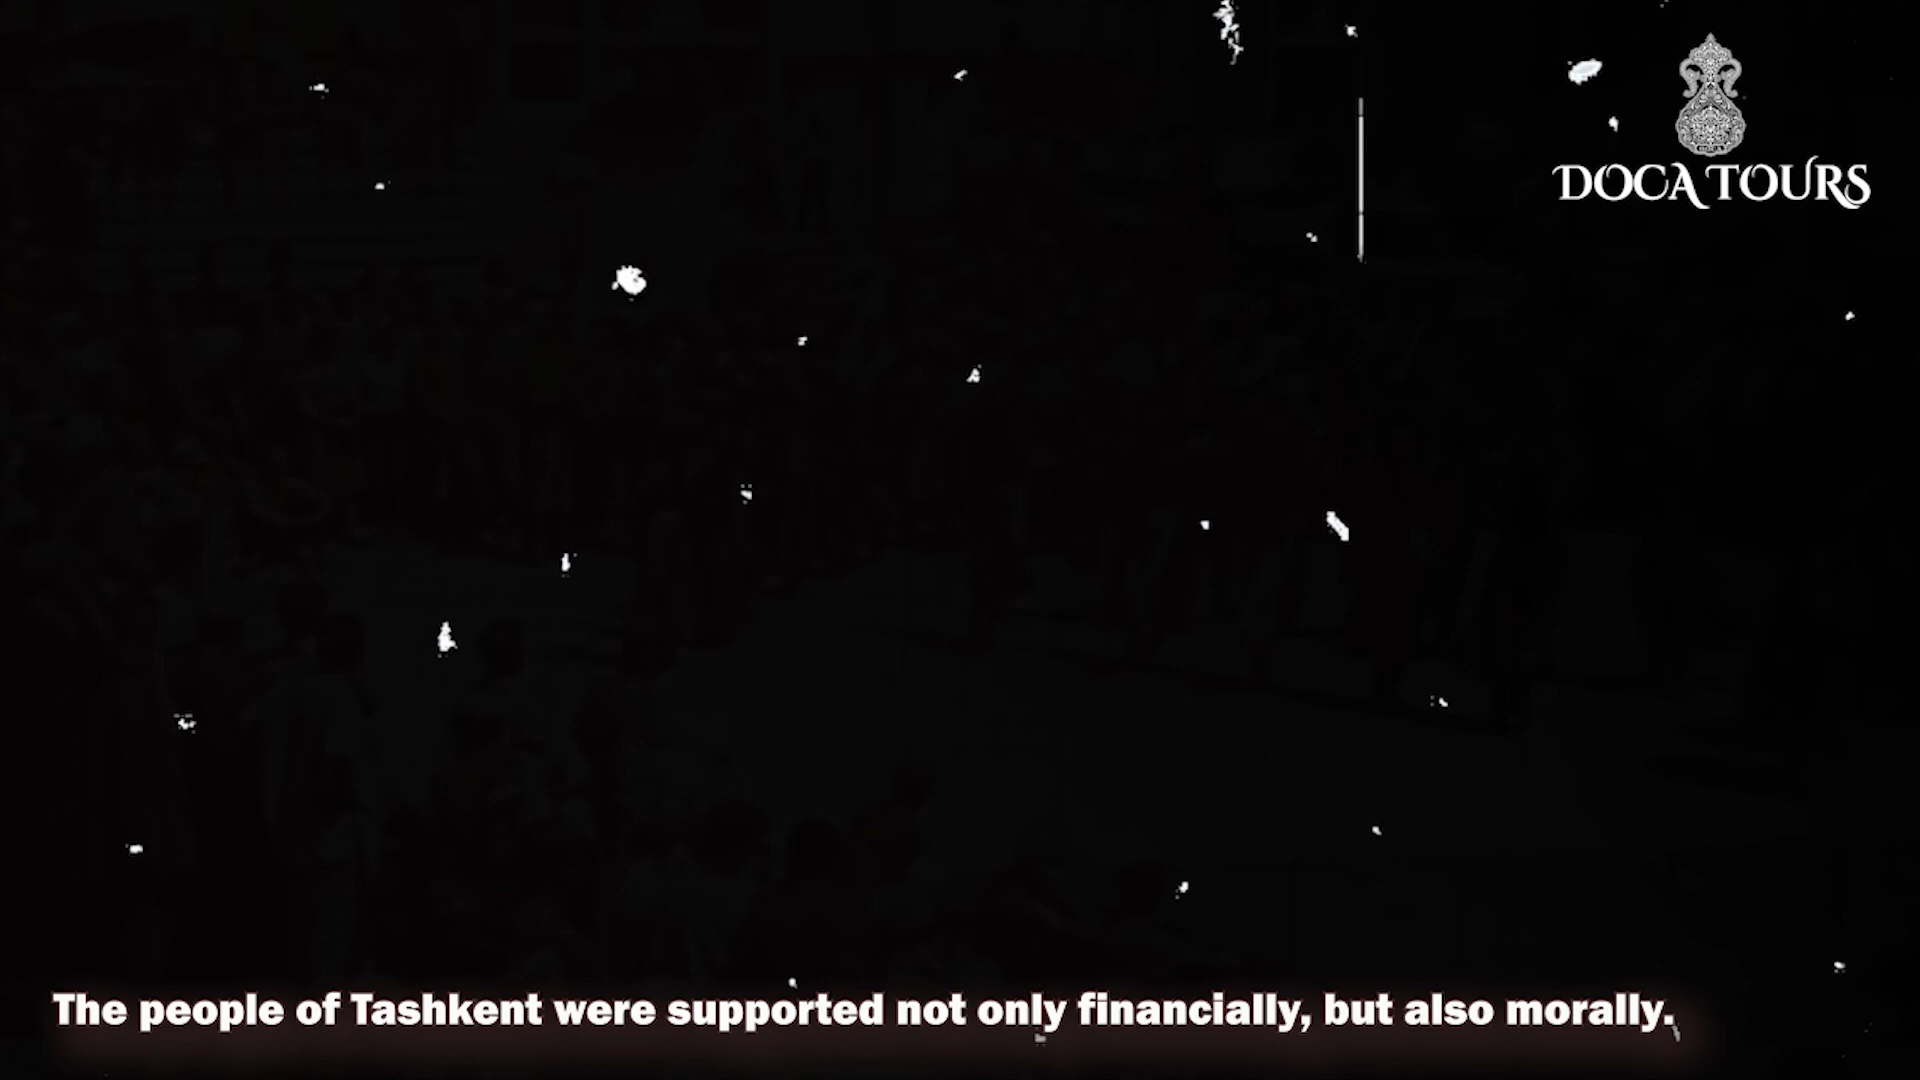 DOCA TOURS
The people of Tashkent were supported not only financially, but also morally.